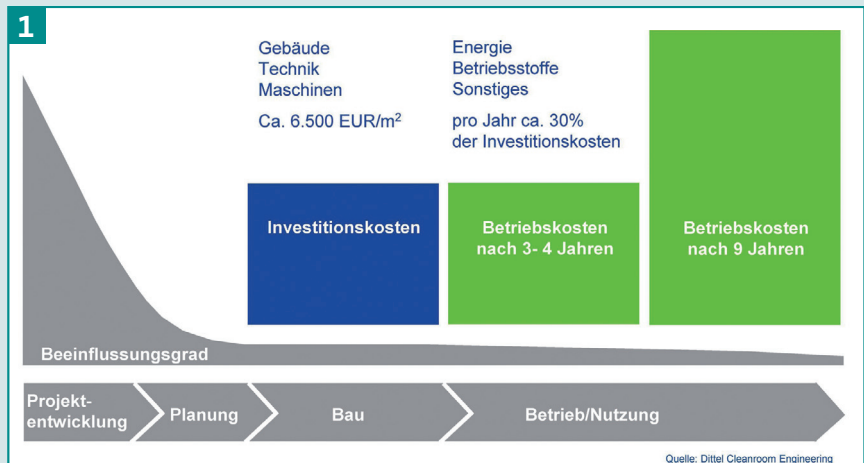 1
Gebäude
Technik
Maschinen
Ca. 6.500 EUR/m²
Energie
Betriebsstoffe
Sonstiges
pro Jahr ca. 30%
der Investitionskosten
Investitionskosten
Betriebskosten
nach 3- 4 Jahren
Betriebskosten
nach 9 Jahren
Beeinflussungsgrad
Projekt-
entwicklung
Planung
Bau
Betrieb/Nutzung
Quelle: Dittel Cleanroom Engineering